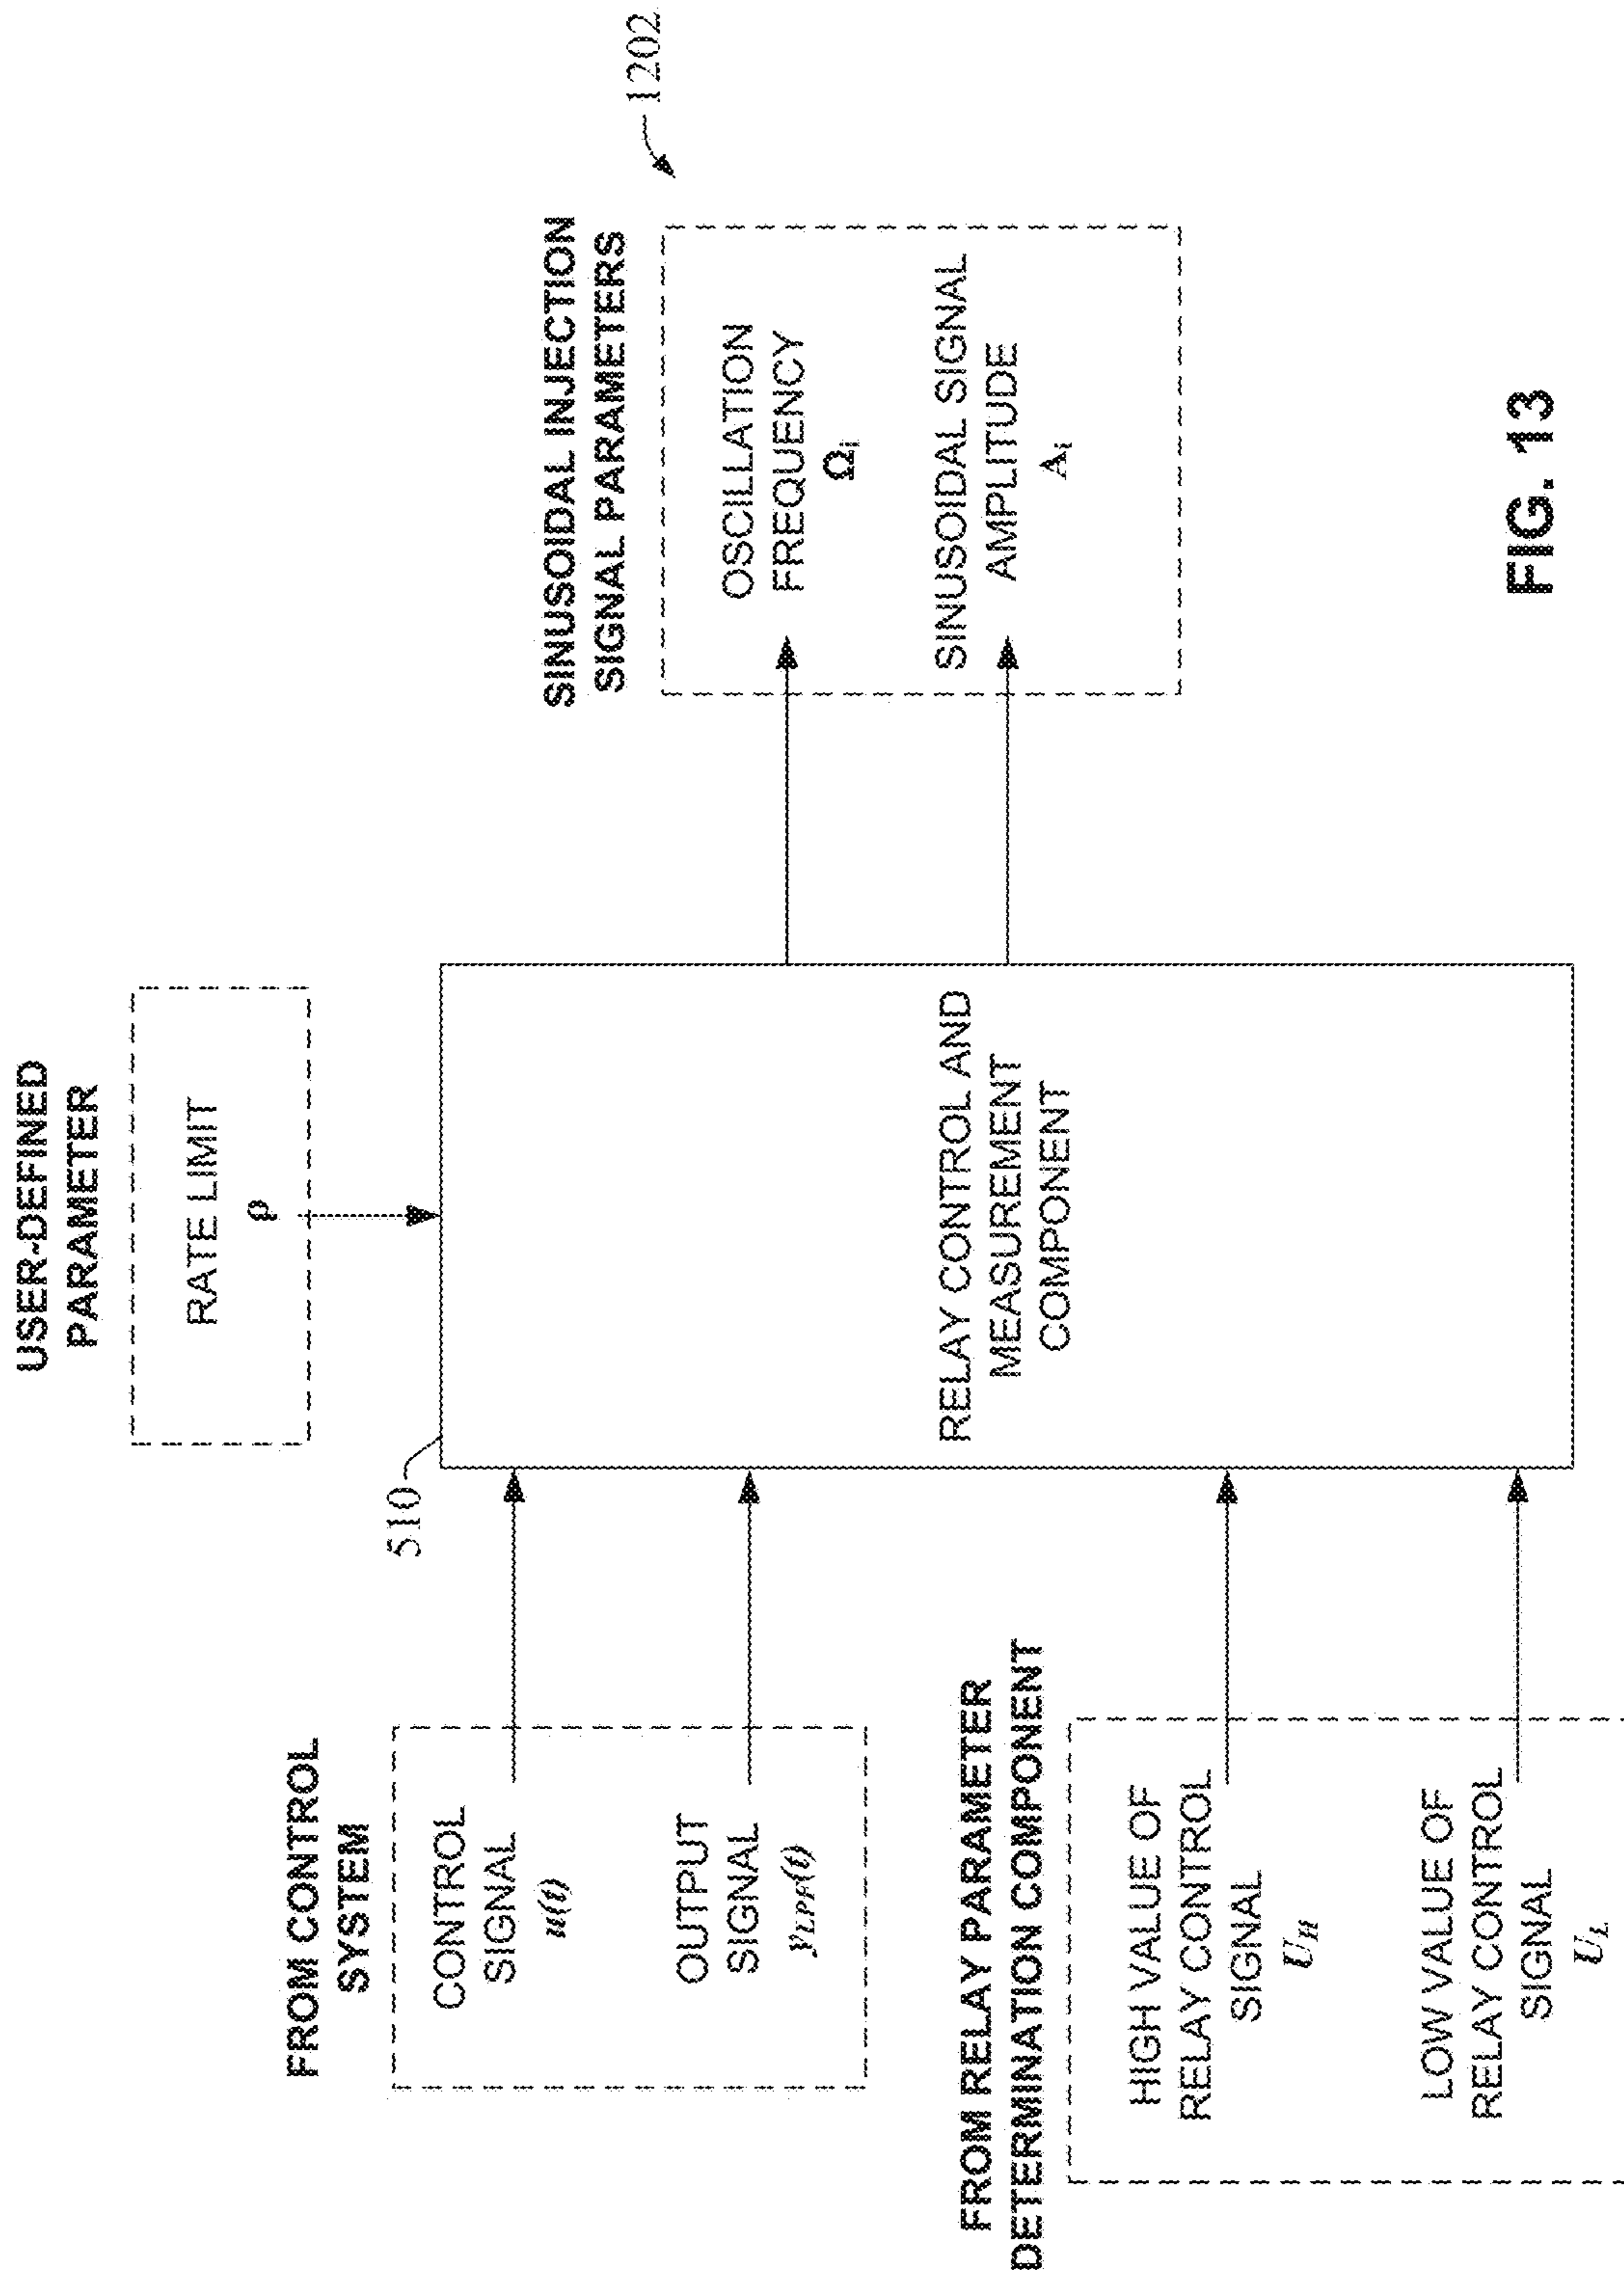 USER-DEFINED
PARAMETER
RATE LIMIT
ρ
FROM CONTROL
SYSTEM
CONTROL
SIGNAL
u(t)
OUTPUT
SIGNAL
yLPF(t)
FROM RELAY PARAMETER
DETERMINATION COMPONENT
HIGH VALUE OF
RELAY CONTROL
SIGNAL
UH
LOW VALUE OF
RELAY CONTROL
SIGNAL
UL
510
RELAY CONTROL AND
MEASUREMENT
COMPONENT
SINUSOIDAL INJECTION
SIGNAL PARAMETERS
1202
OSCILLATION
FREQUENCY
Ωi
SINUSOIDAL SIGNAL
AMPLITUDE
Ai
FIG. 13